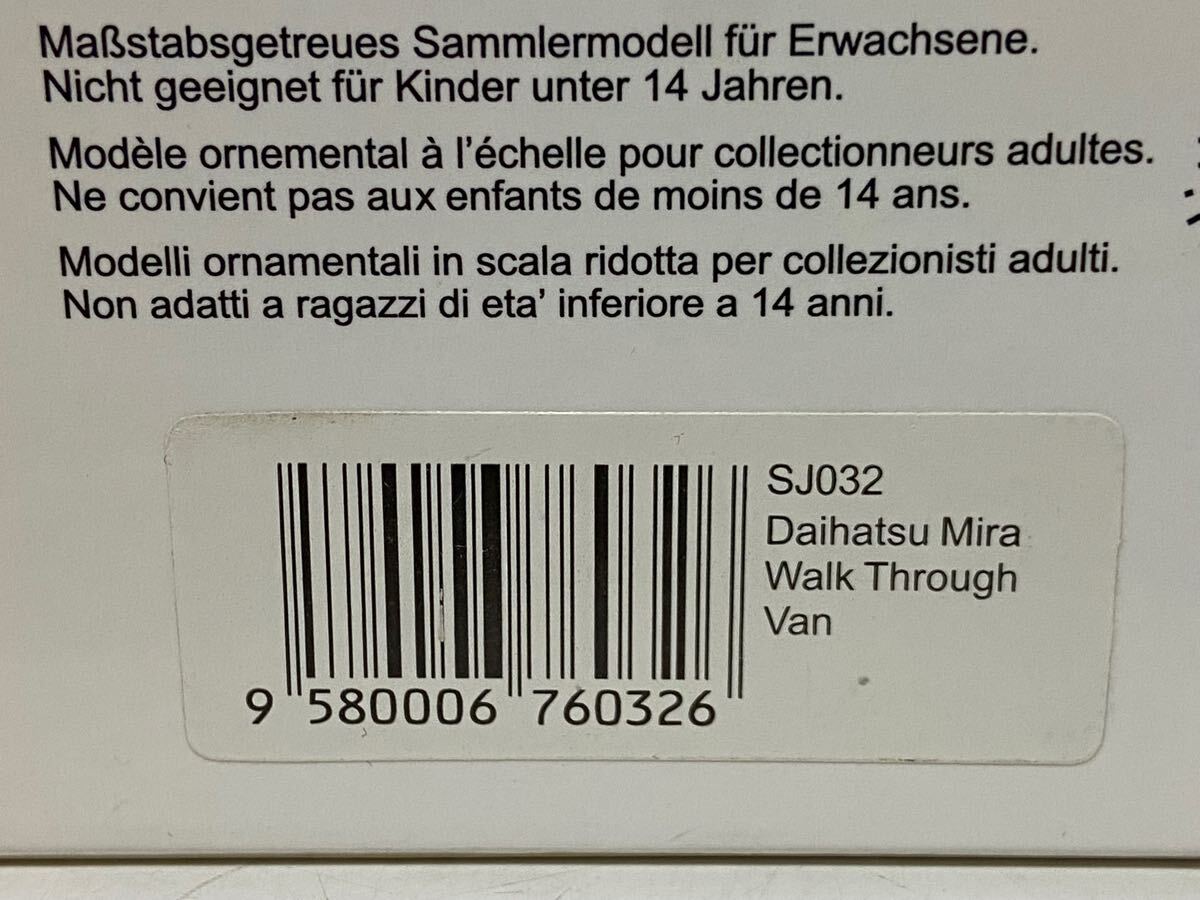 Maßstabsgetreues Sammlermodell für Erwachsene.
Nicht geeignet für Kinder unter 14 Jahren.
Modèle ornemental à l'échelle pour collectionneurs adultes.
Ne convient pas aux enfants de moins de 14 ans.
Modelli ornamentali in scala ridotta per collezionisti adulti.
Non adatti a ragazzi di eta' inferiore a 14 anni.
SJ032
Daihatsu Mira
Walk Through
Van
9 580006 760326